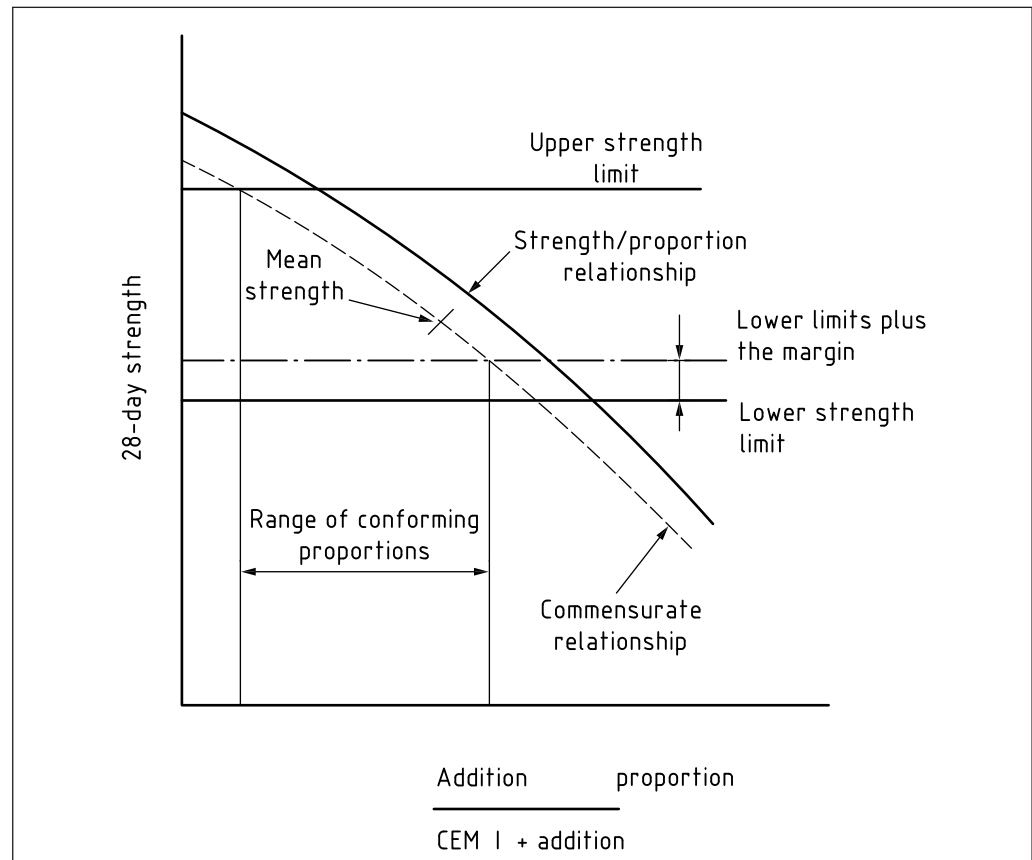 Upper strength
limit
Strength/proportion
relationship
Mean
strength
Lower limits plus
the margin
Lower strength
limit
28-day strength
Range of conforming
proportions
Commensurate
relationship
Addition proportion
CEM I + addition